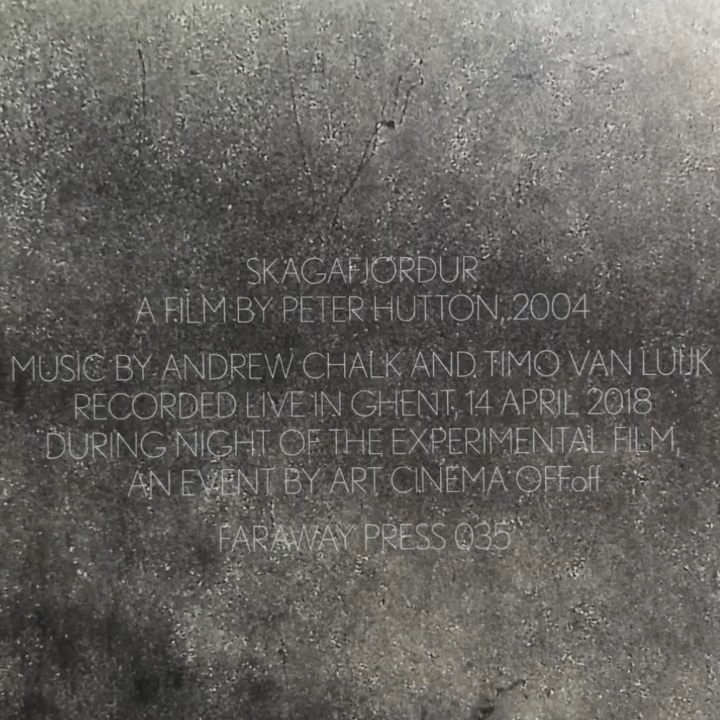 SKAGAFJÖRÐUR
A FILM BY PETER HUTTON, 2004
MUSIC BY ANDREW CHALK AND TIMO VAN LUIJK
RECORDED LIVE IN GHENT, 14 APRIL 2018
DURING NIGHT OF THE EXPERIMENTAL FILM,
AN EVENT BY ART CINEMA OFFoff
FARAWAY PRESS 035